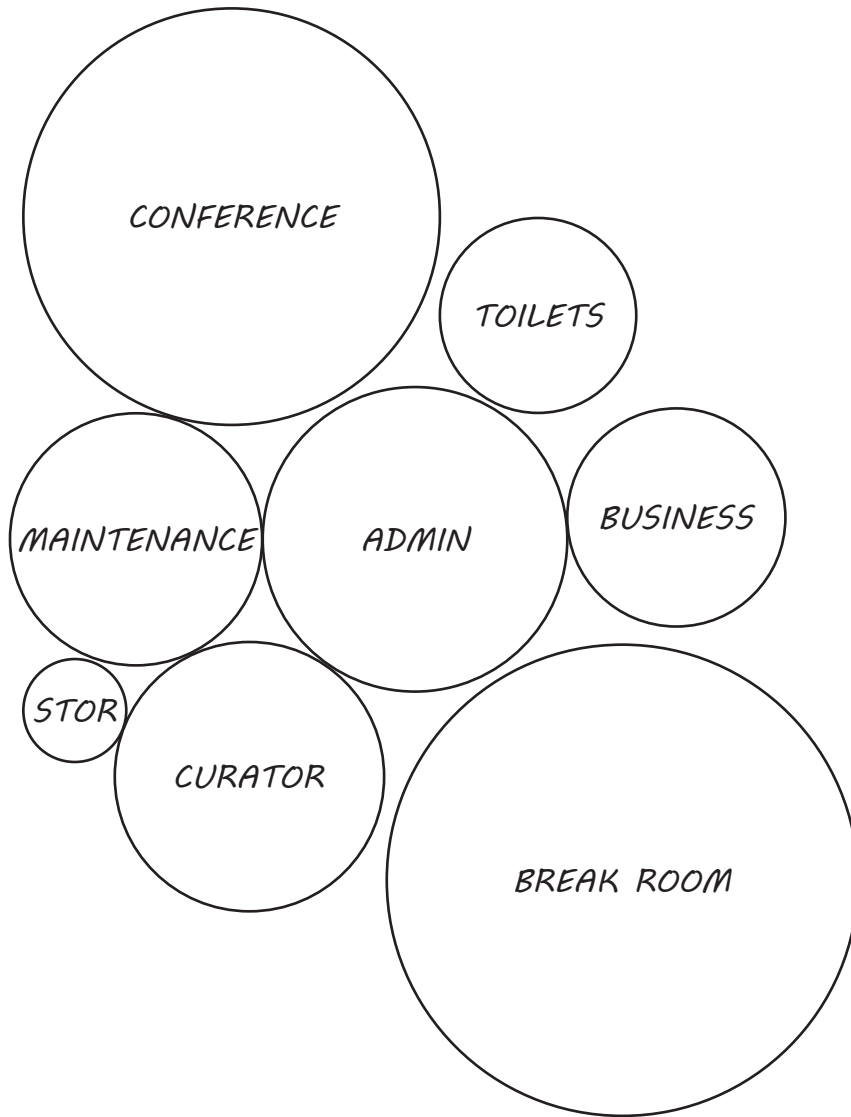 CONFERENCE
TOILETS
BUSINESS
MAINTENANCE
ADMIN
STOR
CURATOR
BREAK ROOM